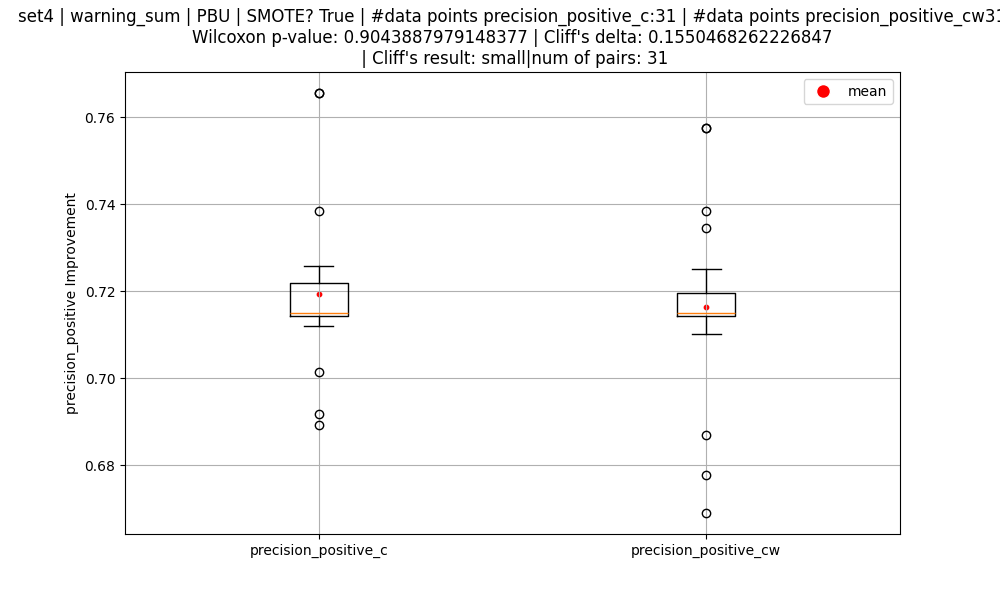 set4 | warning_sum | PBU | SMOTE? True | #data points precision_positive_c:31 | #data points precision_positive_cw31
Wilcoxon p-value: 0.9043887979148377 | Cliff's delta: 0.1550468262226847
| Cliff's result: small|num of pairs: 31
mean
0.76
0.74
0.72
0.70
0.68
precision_positive Improvement
precision_positive_c
precision_positive_cw